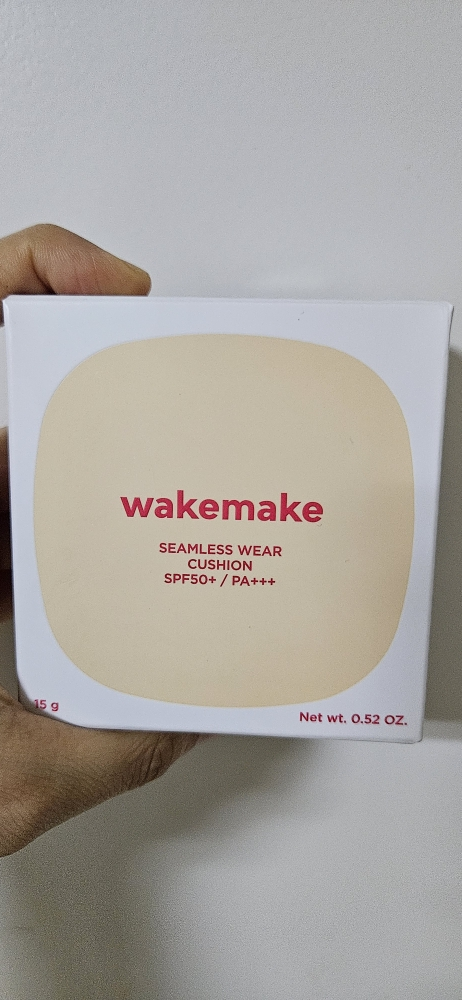 wakemake
SEAMLESS WEAR
CUSHION
SPF50+ / PA+++
15 g
Net wt. 0.52 OZ.